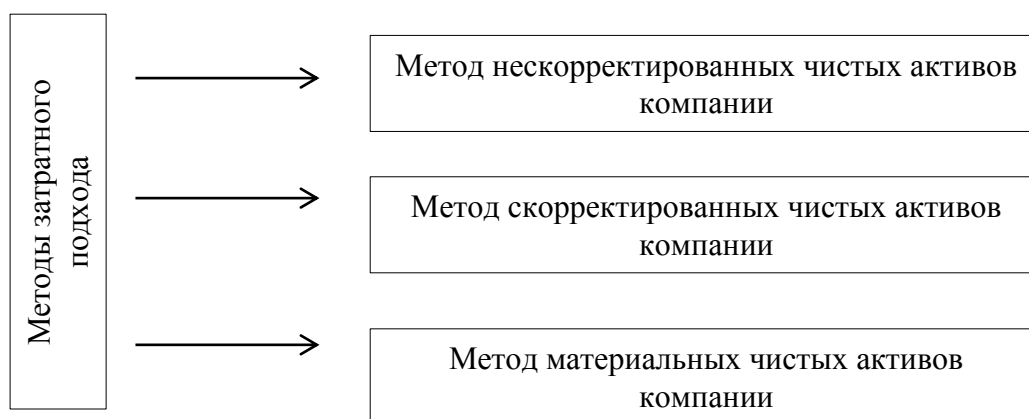 Методы затратного
подхода
Метод нескорректированных чистых активов
компании
Метод скорректированных чистых активов
компании
Метод материальных чистых активов
компании